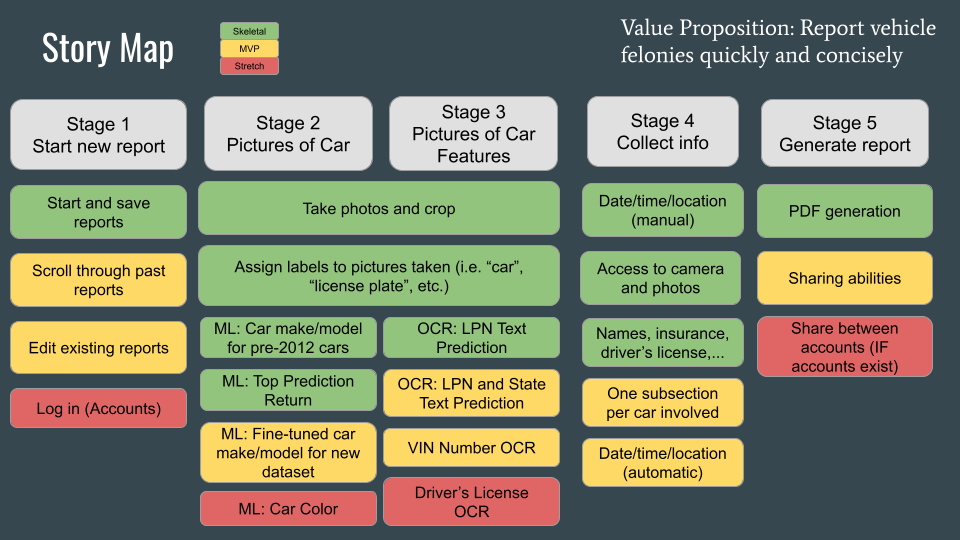 Story Map
Skeletal
MVP
Stretch
Value Proposition: Report vehicle
felonies quickly and concisely
Stage 1
Start new report
Stage 2
Pictures of Car
Stage 3
Pictures of Car
Features
Stage 4
Collect info
Stage 5
Generate report
Start and save
reports
Scroll through past
reports
Edit existing reports
Log in (Accounts)
Take photos and crop
Assign labels to pictures taken (i.e. “car”,
“license plate”, etc.)
ML: Car make/model
for pre-2012 cars
ML: Top Prediction
Return
ML: Fine-tuned car
make/model for new
dataset
ML: Car Color
OCR: LPN Text
Prediction
OCR: LPN and State
Text Prediction
VIN Number OCR
Driver’s License
OCR
Date/time/location
(manual)
Access to camera
and photos
Names, insurance,
driver’s license,...
One subsection
per car involved
Date/time/location
(automatic)
PDF generation
Sharing abilities
Share between
accounts (IF
accounts exist)